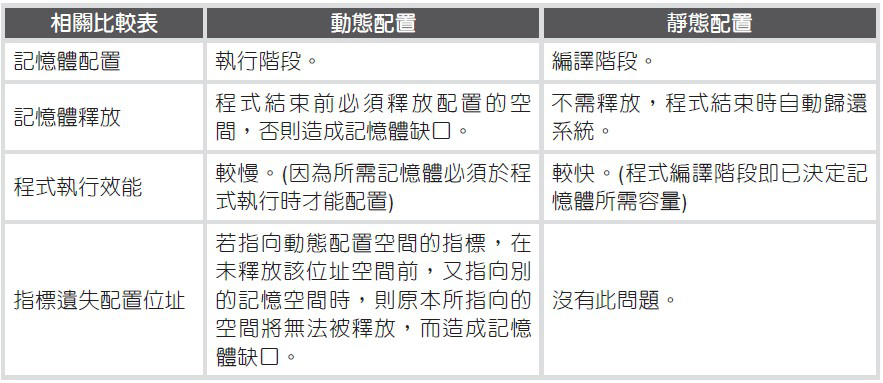 相關比較表 動態配置 靜態配置
記憶體配置 執行階段。 編譯階段。
記憶體釋放
程式結束前必須釋放配置的空
間，否則造成記憶體缺口。
不需釋放，程式結束時自動歸還
系統。
程式執行效能
較慢。(因為所需記憶體必須於程
式執行時才能配置)
較快。(程式編譯階段即已決定記
憶體所需容量)
指標遺失配置位址
若指向動態配置空間的指標，在
未釋放該位址空間前，又指向別
的記憶空間時，則原本所指向的
空間將無法被釋放，而造成記憶
體缺口。
沒有此問題。